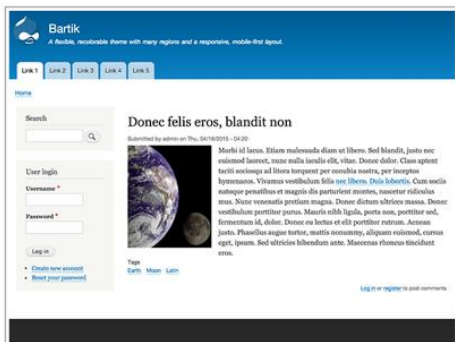 Bartik
A flexible, recolorable theme with many regions and a responsive, mobile-first layout.
Link 1 Link 2 Link 3 Link 4 Link 5
Home
Search
User login
Username *
Password *
Log in
Create new account
Reset your password
Donec felis eros, blandit non
Submitted by admin on Thu, 04/16/2015 - 04:00
Morbi id lacus. Etiam malesuada diam ut libero. Sed blandit, justo nec
euismod laoreet, nunc nulla iaculis elit, vitae. Donec dolor. Class aptent
taciti sociosqu ad litora torquent per conubia nostra, per inceptos
hymenaeos. Vivamus vestibulum felis nec libero. Duis lobortis. Cum sociis
natoque penatibus et magnis dis parturient montes, nascetur ridiculus
mus. Nunc venenatis pretium magna. Donec dictum ultrices massa. Donec
vestibulum porttitor purus. Mauris nibh ligula, porta non, porttitor sed,
fermentum id, dolor. Donec eu lectus et elit porttitor rutrum. Aenean
justo. Phasellus augue tortor, mattis nonummy, aliquam euismod, cursus
eget, ipsum. Sed ultricies bibendum ante. Maecenas rhoncus tincidunt
eros.
Tags
Earth Moon Latin
Log in or register to post comments